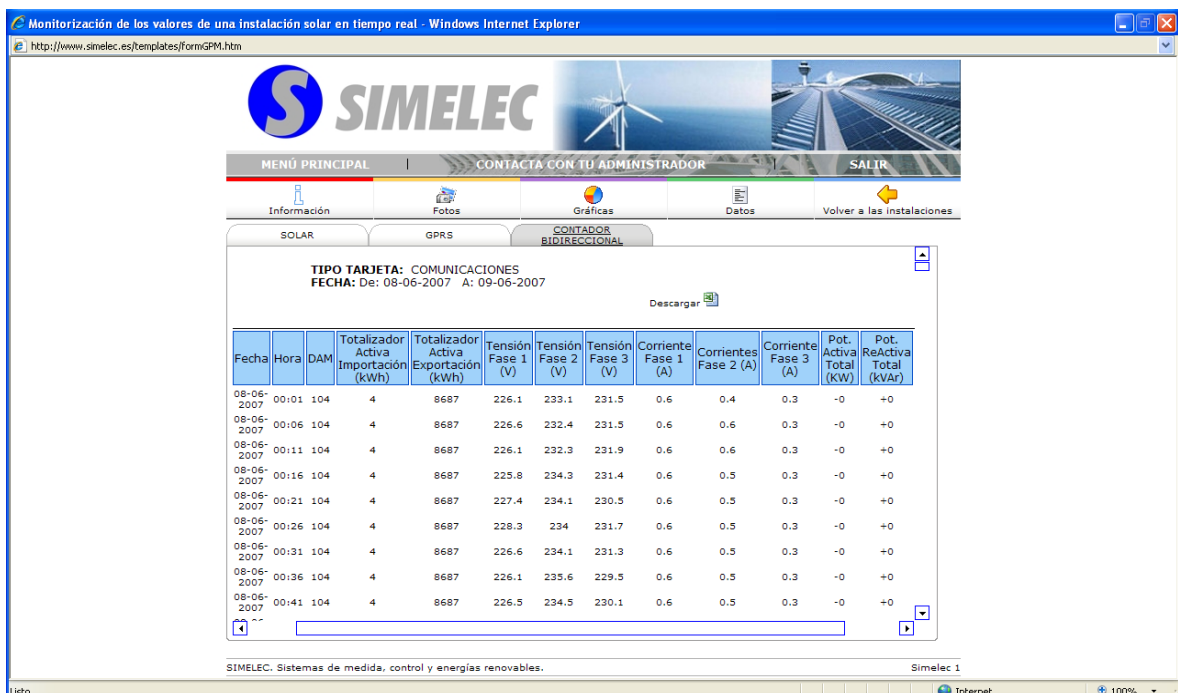 Monitorización de los valores de una instalación solar en tiempo real - Windows Internet Explorer
http://www.simelec.es/templates/formGPM.htm
S SIMELEC
MENÚ PRINCIPAL | CONTACTA CON TU ADMINISTRADOR | SALIR
Información Fotos Gráficas Datos Volver a las instalaciones
SOLAR GPRS CONTADOR BIDIRECCIONAL
TIPO TARJETA: COMUNICACIONES
FECHA: De: 08-06-2007 A: 09-06-2007
Descargar
Fecha Hora DAM Totalizador Activa Importación (kWh) Totalizador Activa Exportación (kWh) Tensión Fase 1 (V) Tensión Fase 2 (V) Tensión Fase 3 (V) Corriente Fase 1 (A) Corrientes Fase 2 (A) Corriente Fase 3 (A) Pot. Activa Total (KW) Pot. ReActiva Total (kVAr)
08-06-2007 00:01 104 4 8687 226.1 233.1 231.5 0.6 0.4 0.3 -0 +0
08-06-2007 00:06 104 4 8687 226.6 232.4 231.5 0.6 0.6 0.3 -0 +0
08-06-2007 00:11 104 4 8687 226.1 232.3 231.9 0.6 0.6 0.3 -0 +0
08-06-2007 00:16 104 4 8687 225.8 234.3 231.4 0.6 0.5 0.3 -0 +0
08-06-2007 00:21 104 4 8687 227.4 234.1 230.5 0.6 0.5 0.3 -0 +0
08-06-2007 00:26 104 4 8687 228.3 234 231.7 0.6 0.5 0.3 -0 +0
08-06-2007 00:31 104 4 8687 226.6 234.1 231.3 0.6 0.5 0.3 -0 +0
08-06-2007 00:36 104 4 8687 226.1 235.6 229.5 0.6 0.5 0.3 -0 +0
08-06-2007 00:41 104 4 8687 226.5 234.5 230.1 0.6 0.5 0.3 -0 +0
SIMELEC. Sistemas de medida, control y energías renovables. Simelec 1
Listo Internet 100%